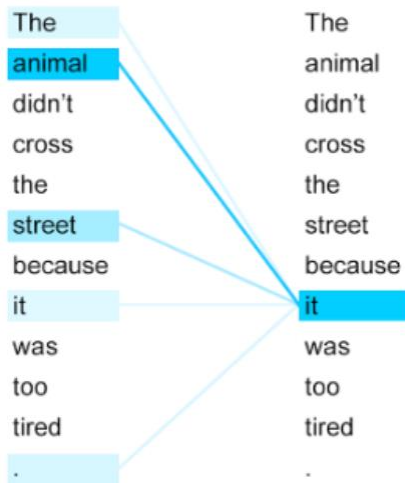 The The
animal animal
didn't didn't
cross cross
the the
street street
because because
it it
was was
too too
tired tired
. .